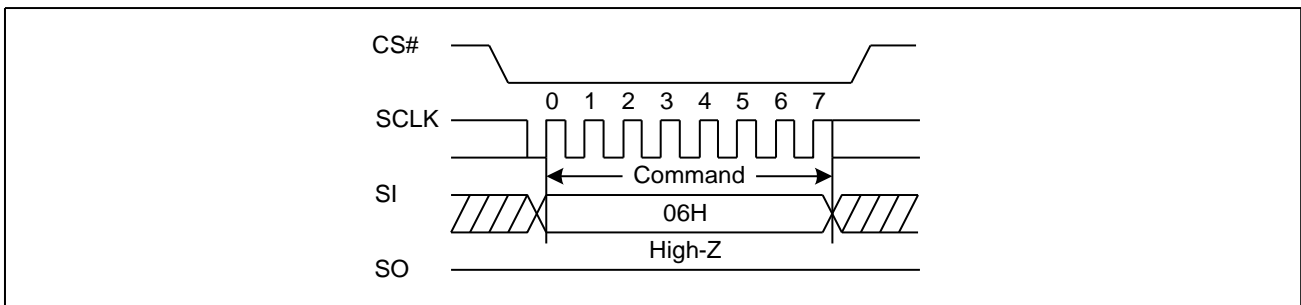 CS#
0 1 2 3 4 5 6 7
SCLK
Command
SI
06H
High-Z
SO